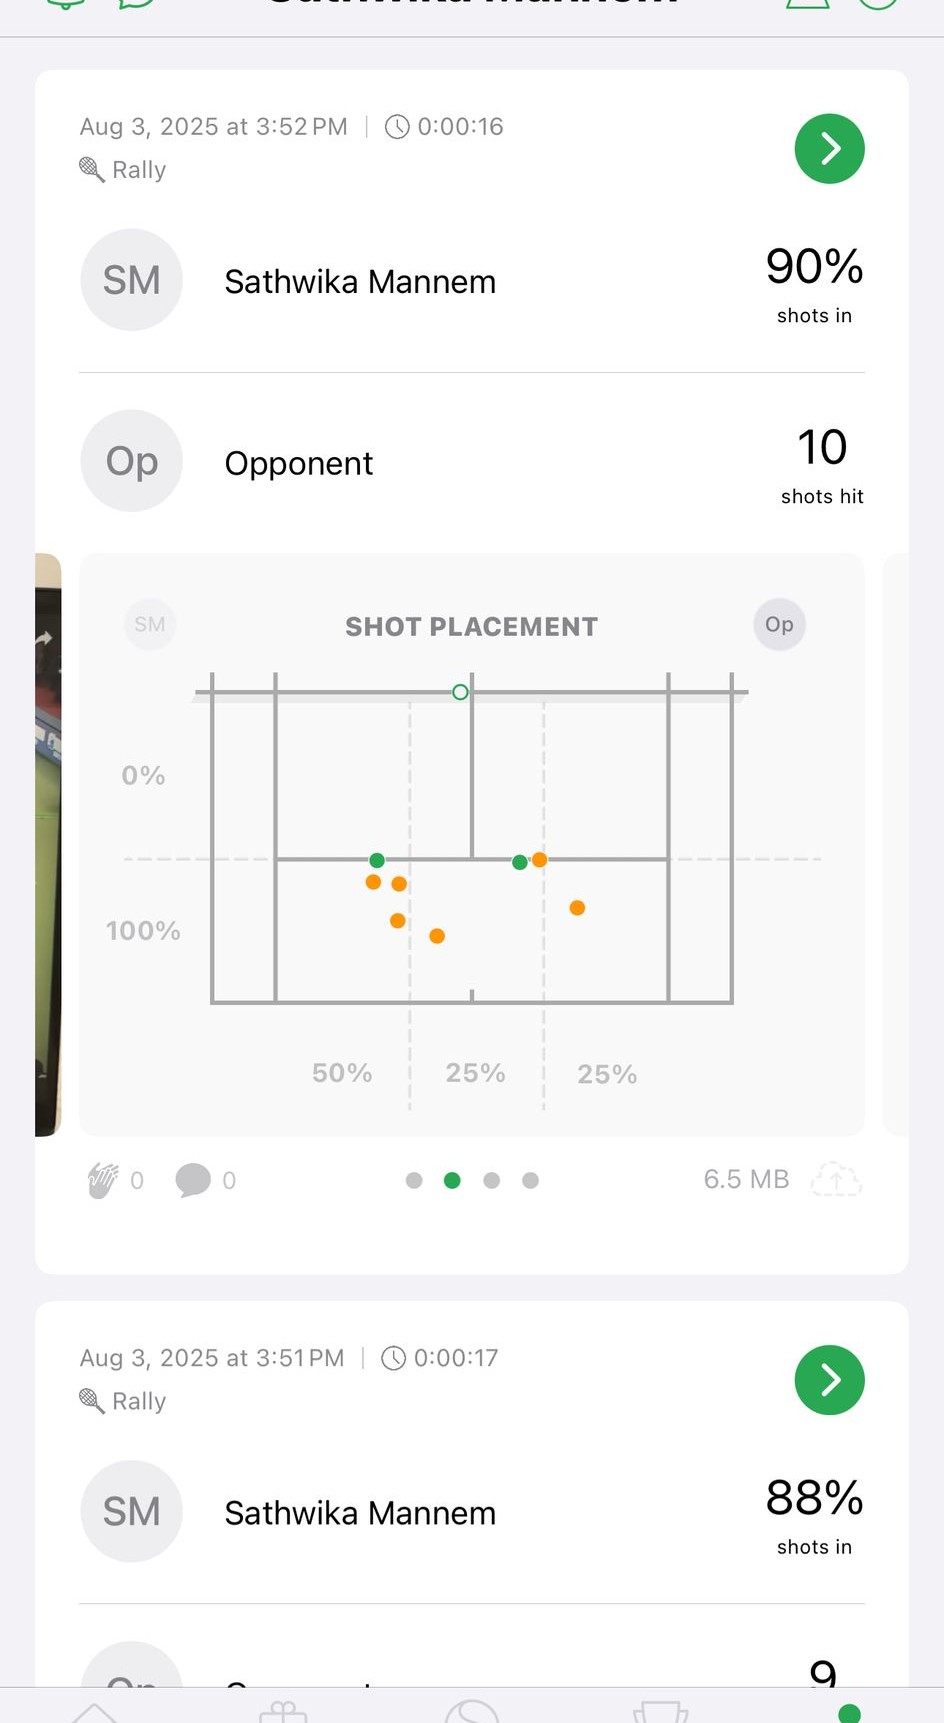 Sathwika Mannem
Aug 3, 2025 at 3:52 PM | 0:00:16
Rally
SM Sathwika Mannem 90%
shots in
Op Opponent 10
shots hit
SM SHOT PLACEMENT Op
0%
100%
50% 25% 25%
0 0 6.5 MB
Aug 3, 2025 at 3:51 PM | 0:00:17
Rally
SM Sathwika Mannem 88%
shots in
9